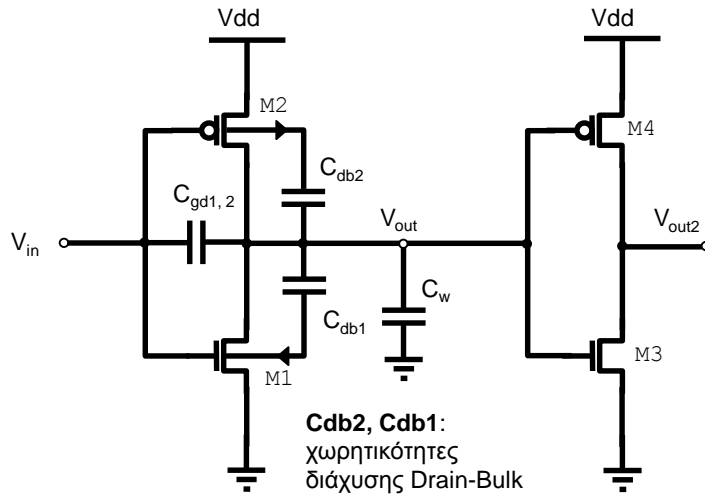 Vdd
Vdd
M2
M4
Cdb2
Cgd1, 2
Vout
Vout2
Vin
Cw
Cdb1
M3
M1
Cdb2, Cdb1:
χωρητικότητες
διάχυσης Drain-Bulk